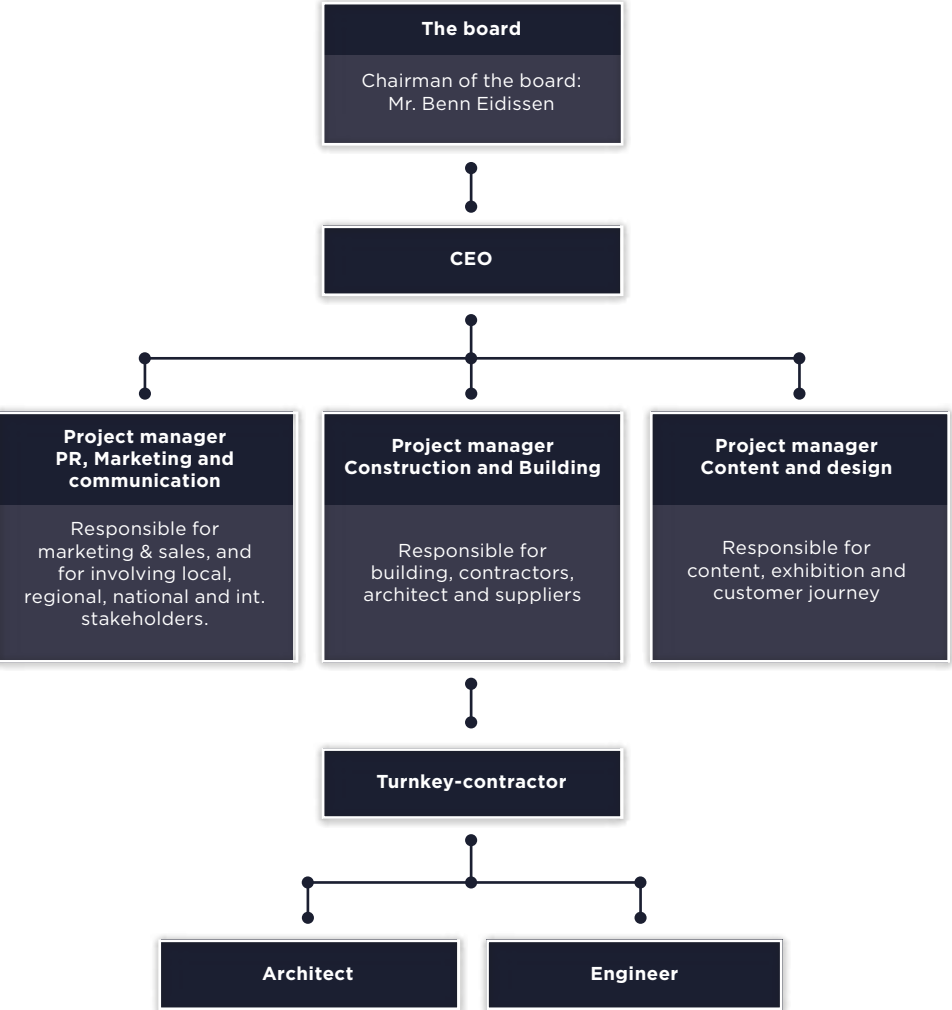 The board
Chairman of the board:
Mr. Benn Eidissen
CEO
Project manager
PR, Marketing and
communication
Responsible for
marketing & sales, and
for involving local,
regional, national and int.
stakeholders.
Project manager
Construction and Building
Responsible for
building, contractors,
architect and suppliers
Project manager
Content and design
Responsible for
content, exhibition and
customer journey
Turnkey-contractor
Architect
Engineer